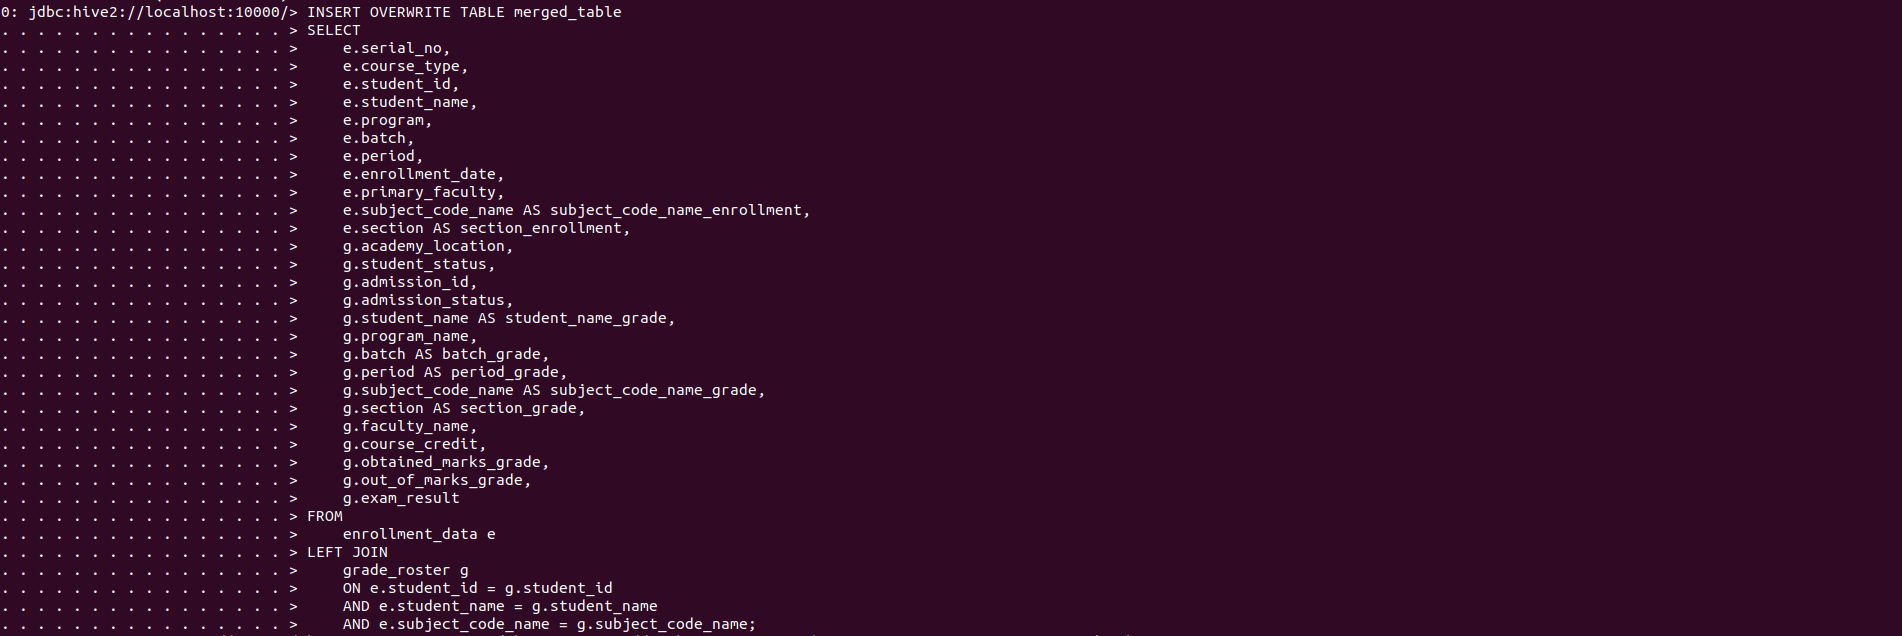 0: jdbc:hive2://localhost:10000/> INSERT OVERWRITE TABLE merged_table
. . . . . . . . . . . . . . . . > SELECT
. . . . . . . . . . . . . . . . >     e.serial_no,
. . . . . . . . . . . . . . . . >     e.course_type,
. . . . . . . . . . . . . . . . >     e.student_id,
. . . . . . . . . . . . . . . . >     e.student_name,
. . . . . . . . . . . . . . . . >     e.program,
. . . . . . . . . . . . . . . . >     e.batch,
. . . . . . . . . . . . . . . . >     e.period,
. . . . . . . . . . . . . . . . >     e.enrollment_date,
. . . . . . . . . . . . . . . . >     e.primary_faculty,
. . . . . . . . . . . . . . . . >     e.subject_code_name AS subject_code_name_enrollment,
. . . . . . . . . . . . . . . . >     e.section AS section_enrollment,
. . . . . . . . . . . . . . . . >     g.academy_location,
. . . . . . . . . . . . . . . . >     g.student_status,
. . . . . . . . . . . . . . . . >     g.admission_id,
. . . . . . . . . . . . . . . . >     g.admission_status,
. . . . . . . . . . . . . . . . >     g.student_name AS student_name_grade,
. . . . . . . . . . . . . . . . >     g.program_name,
. . . . . . . . . . . . . . . . >     g.batch AS batch_grade,
. . . . . . . . . . . . . . . . >     g.period AS period_grade,
. . . . . . . . . . . . . . . . >     g.subject_code_name AS subject_code_name_grade,
. . . . . . . . . . . . . . . . >     g.section AS section_grade,
. . . . . . . . . . . . . . . . >     g.faculty_name,
. . . . . . . . . . . . . . . . >     g.course_credit,
. . . . . . . . . . . . . . . . >     g.obtained_marks_grade,
. . . . . . . . . . . . . . . . >     g.out_of_marks_grade,
. . . . . . . . . . . . . . . . >     g.exam_result
. . . . . . . . . . . . . . . . > FROM
. . . . . . . . . . . . . . . . >     enrollment_data e
. . . . . . . . . . . . . . . . > LEFT JOIN
. . . . . . . . . . . . . . . . >     grade_roster g
. . . . . . . . . . . . . . . . >     ON e.student_id = g.student_id
. . . . . . . . . . . . . . . . >     AND e.student_name = g.student_name
. . . . . . . . . . . . . . . . >     AND e.subject_code_name = g.subject_code_name;